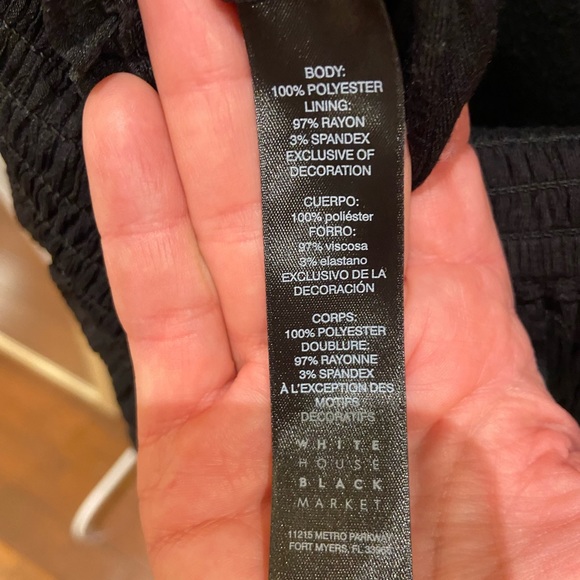 BODY:
100% POLYESTER
LINING:
97% RAYON
3% SPANDEX
EXCLUSIVE OF
DECORATION
CUERPO:
100% poliéster
FORRO:
97% viscosa
3% elastano
EXCLUSIVO DE LA
DECORACIÓN
CORPS:
100% POLYESTER
DOUBLURE:
97% RAYONNE
3% SPANDEX
À L'EXCEPTION DES
MOTIFS
DECORATIFS
WHITE
HOUSE
BLACK
MARKET
11215 METRO PARKWAY
FORT MYERS, FL